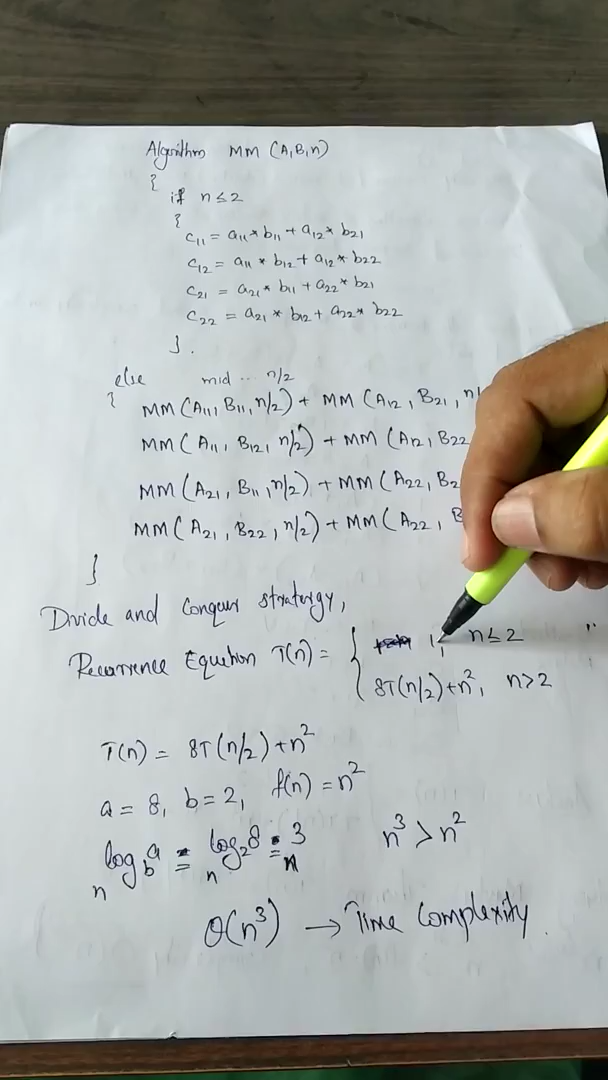 Algorithm MM (A,B,n)
{
if n ≤ 2
{
c₁₁ = a₁₁ * b₁₁ + a₁₂ * b₂₁
c₁₂ = a₁₁ * b₁₂ + a₁₂ * b₂₂
c₂₁ = a₂₁ * b₁₁ + a₂₂ * b₂₁
c₂₂ = a₂₁ * b₁₂ + a₂₂ * b₂₂
}.
else mid ... n/2
{
MM (A₁₁, B₁₁, n/2) + MM (A₁₂, B₂₁, n/
MM (A₁₁, B₁₂, n/2) + MM (A₁₂, B₂₂
MM (A₂₁, B₁₁, n/2) + MM (A₂₂, B₂
MM (A₂₁, B₂₂, n/2) + MM (A₂₂, B
}
Divide and Conquer stratergy,
Recurrence Equation T(n) = { 1, n ≤ 2
8T(n/2)+n², n>2
T(n) = 8T(n/2)+n²
a = 8, b = 2, f(n) = n²
n^log_b a = n^log₂8 = n³ n³ > n²
θ(n³) → Time Complexity.